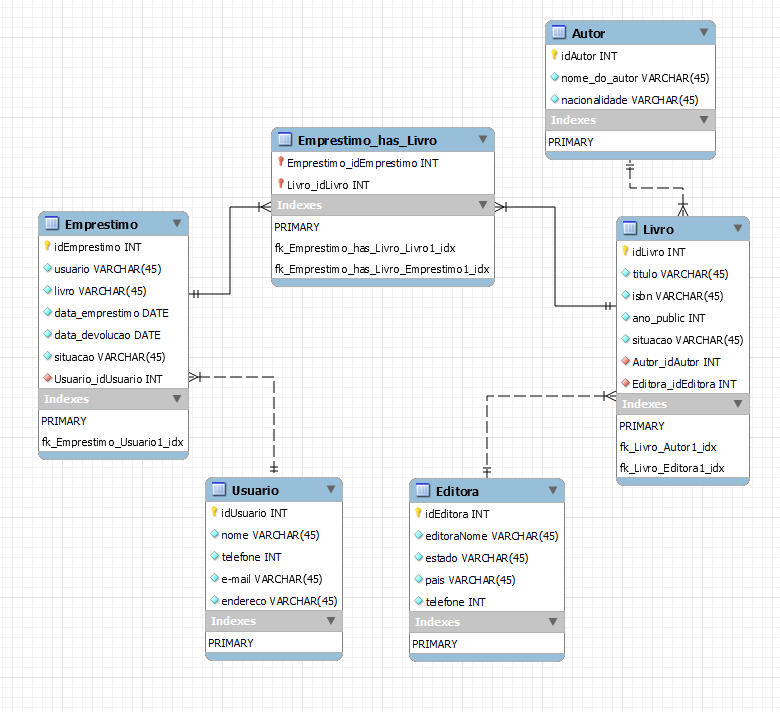 Autor
idAutor INT
nome_do_autor VARCHAR(45)
nacionalidade VARCHAR(45)
Indexes
PRIMARY
Emprestimo_has_Livro
Emprestimo_idEmprestimo INT
Livro_idLivro INT
Indexes
PRIMARY
fk_Emprestimo_has_Livro_Livro1_idx
fk_Emprestimo_has_Livro_Emprestimo1_idx
Emprestimo
idEmprestimo INT
usuario VARCHAR(45)
livro VARCHAR(45)
data_emprestimo DATE
data_devolucao DATE
situacao VARCHAR(45)
Usuario_idUsuario INT
Indexes
PRIMARY
fk_Emprestimo_Usuario1_idx
Livro
idLivro INT
titulo VARCHAR(45)
isbn VARCHAR(45)
ano_public INT
situacao VARCHAR(45)
Autor_idAutor INT
Editora_idEditora INT
Indexes
PRIMARY
fk_Livro_Autor1_idx
fk_Livro_Editora1_idx
Usuario
idUsuario INT
nome VARCHAR(45)
telefone INT
e-mail VARCHAR(45)
endereco VARCHAR(45)
Indexes
PRIMARY
Editora
idEditora INT
editoraNome VARCHAR(45)
estado VARCHAR(45)
pais VARCHAR(45)
telefone INT
Indexes
PRIMARY